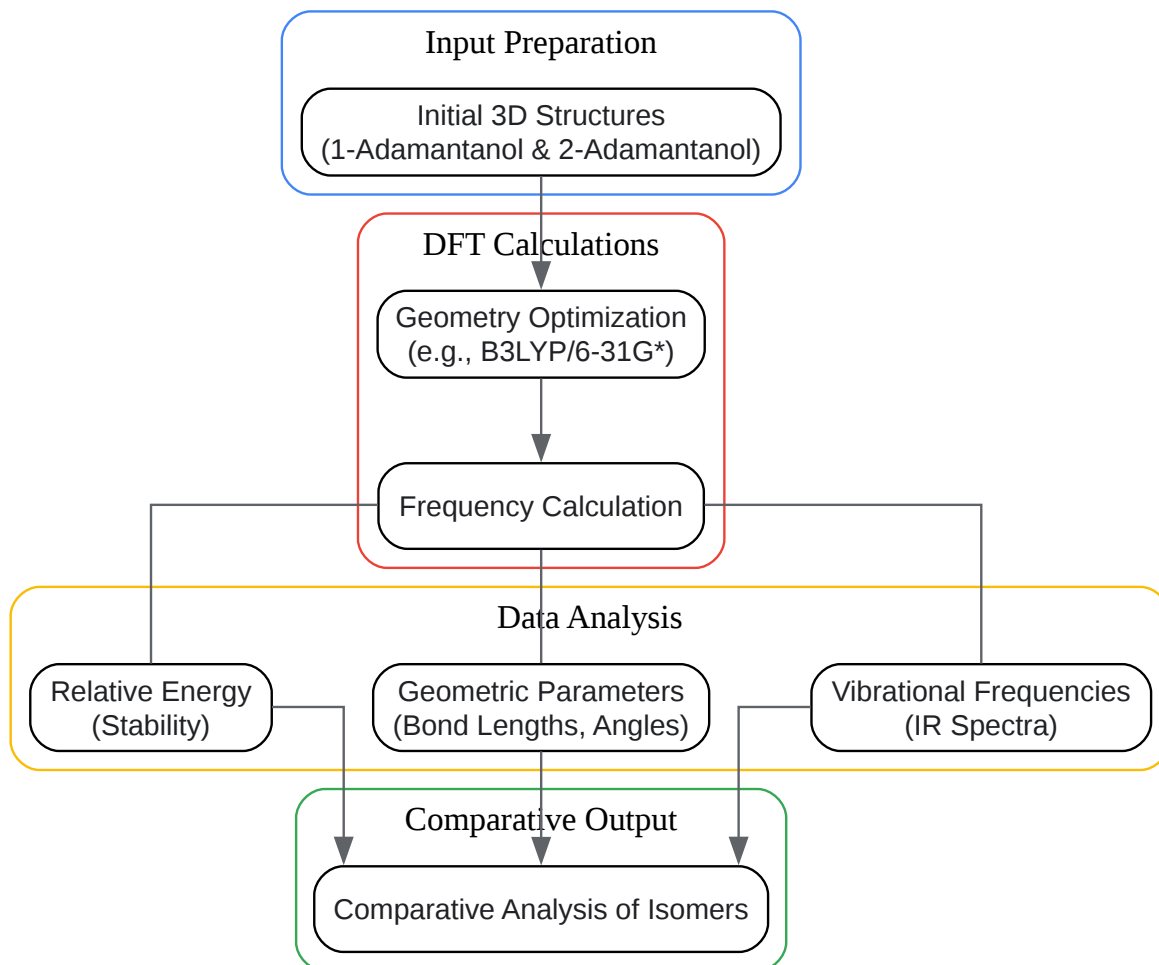 Input Preparation
Initial 3D Structures
(1-Adamantanol & 2-Adamantanol)
DFT Calculations
Geometry Optimization
(e.g., B3LYP/6-31G*)
Frequency Calculation
Data Analysis
Relative Energy
(Stability)
Geometric Parameters
(Bond Lengths, Angles)
Vibrational Frequencies
(IR Spectra)
Comparative Output
Comparative Analysis of Isomers